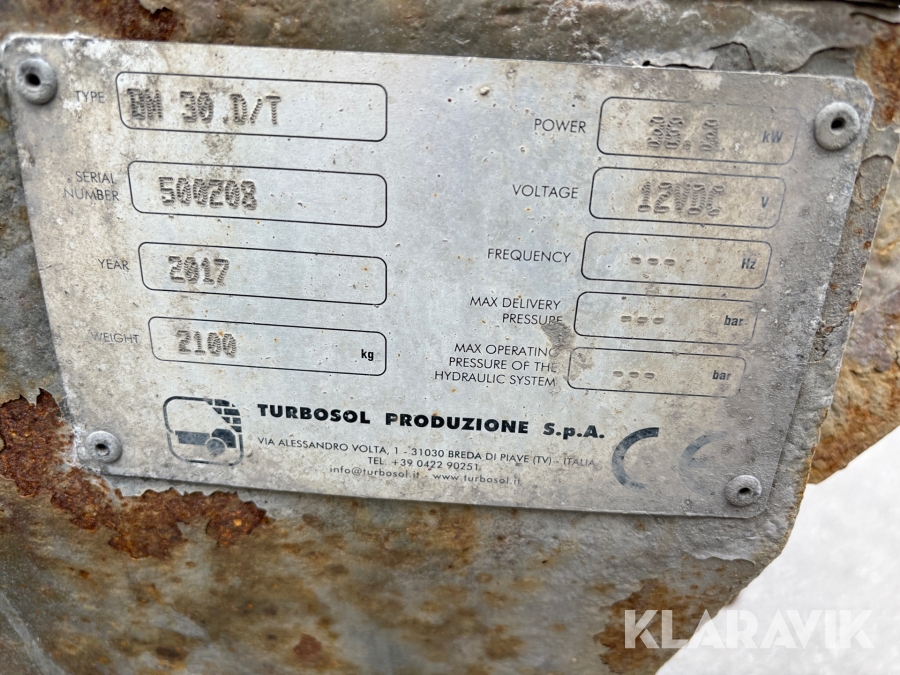 TYPE BM 30.D/T
SERIAL NUMBER 500208
YEAR 2017
WEIGHT 2100 kg
POWER kW
VOLTAGE 12VDC V
FREQUENCY --- Hz
MAX DELIVERY
PRESSURE --- bar
MAX OPERATING
PRESSURE OF THE
HYDRAULIC SYSTEM --- bar
TURBOSOL PRODUZIONE S.p.A.
VIA ALESSANDRO VOLTA, 1 - 31030 BREDA DI PIAVE (TV) - ITALIA
TEL. +39 0422 90251
info@turbosol.it - www.turbosol.it
CE
KLARAVIK